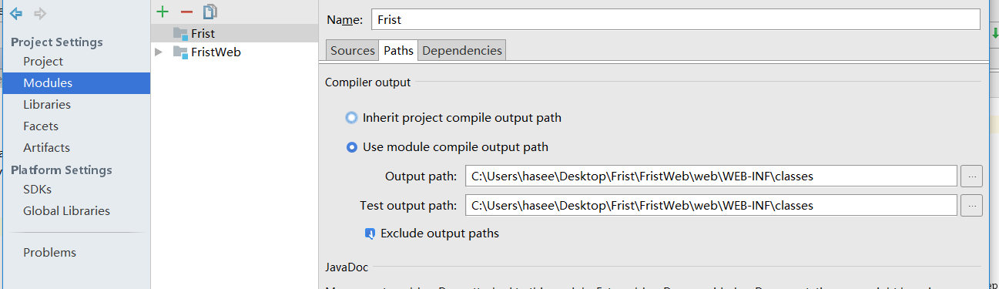 Project Settings
Project
Modules
Libraries
Facets
Artifacts
Platform Settings
SDKs
Global Libraries
Problems
Frist
FristWeb
Name: Frist
Sources Paths Dependencies
Compiler output
Inherit project compile output path
Use module compile output path
Output path: C:\Users\hasee\Desktop\Frist\FristWeb\web\WEB-INF\classes ...
Test output path: C:\Users\hasee\Desktop\Frist\FristWeb\web\WEB-INF\classes ...
Exclude output paths
JavaDoc